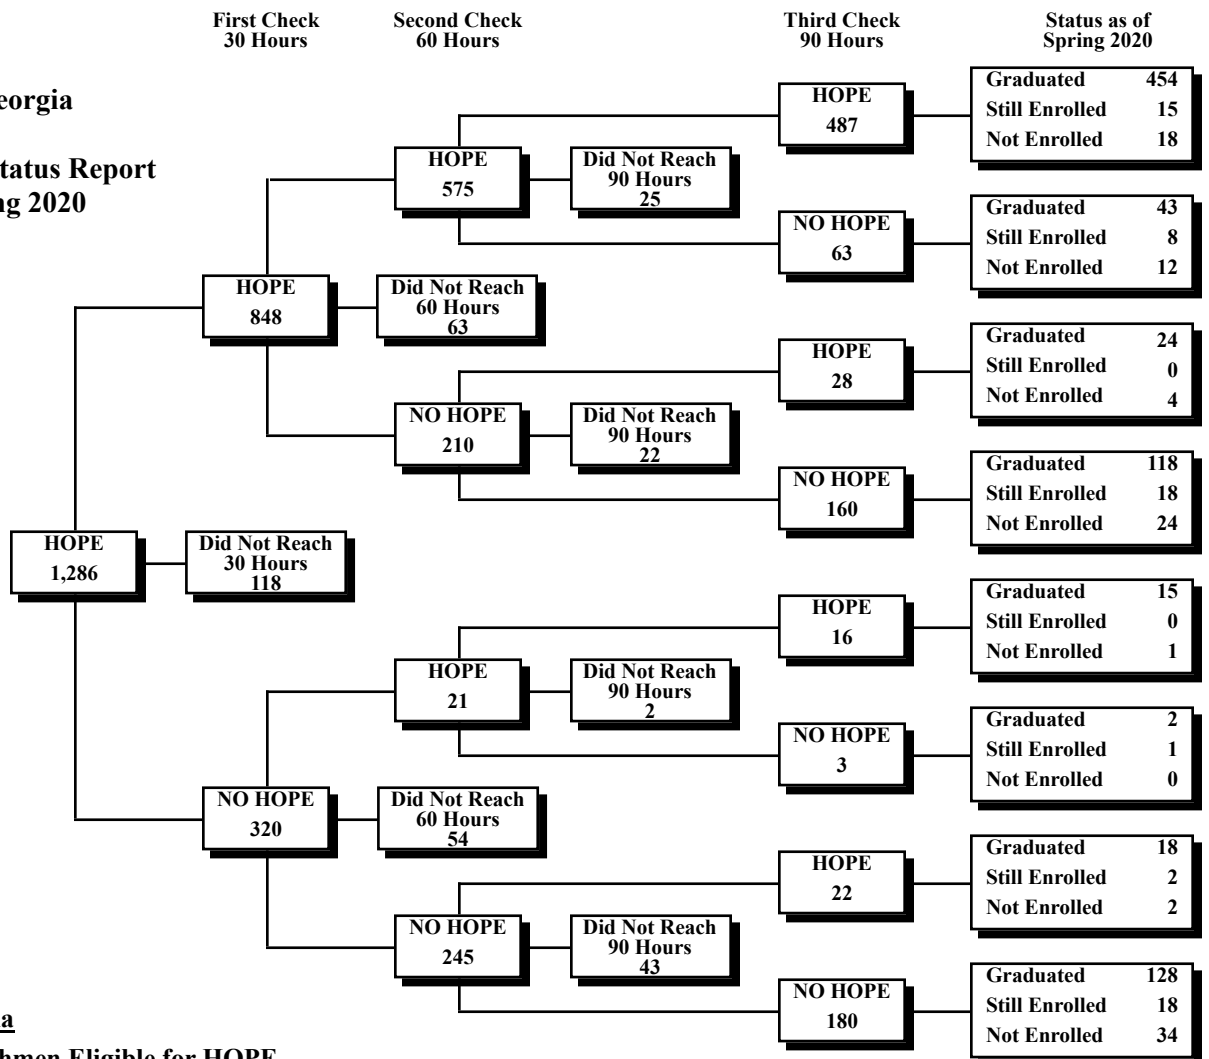 First Check
30 Hours
Second Check
60 Hours
Third Check
90 Hours
Status as of
Spring 2020
eorgia
tatus Report
ng 2020
HOPE
1,286
Did Not Reach
30 Hours
118
HOPE
848
Did Not Reach
60 Hours
63
NO HOPE
320
Did Not Reach
60 Hours
54
HOPE
575
Did Not Reach
90 Hours
25
NO HOPE
210
Did Not Reach
90 Hours
22
HOPE
21
Did Not Reach
90 Hours
2
NO HOPE
245
Did Not Reach
90 Hours
43
HOPE
487
Graduated 454
Still Enrolled 15
Not Enrolled 18
NO HOPE
63
Graduated 43
Still Enrolled 8
Not Enrolled 12
HOPE
28
Graduated 24
Still Enrolled 0
Not Enrolled 4
NO HOPE
160
Graduated 118
Still Enrolled 18
Not Enrolled 24
HOPE
16
Graduated 15
Still Enrolled 0
Not Enrolled 1
NO HOPE
3
Graduated 2
Still Enrolled 1
Not Enrolled 0
HOPE
22
Graduated 18
Still Enrolled 2
Not Enrolled 2
NO HOPE
180
Graduated 128
Still Enrolled 18
Not Enrolled 34
a
hmen Eligible for HOPE